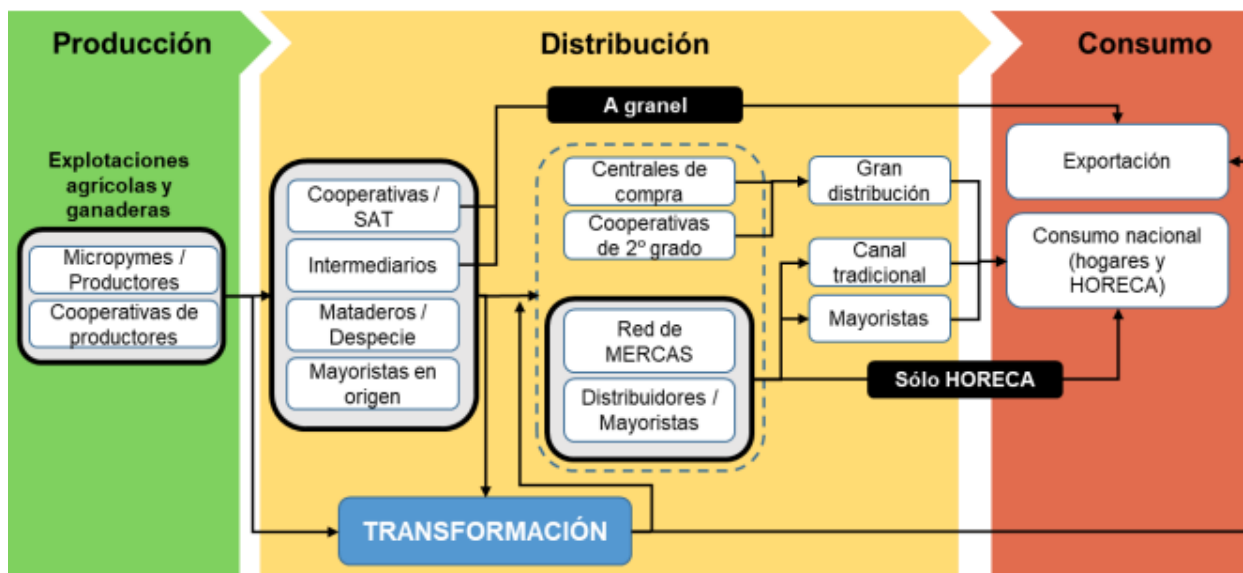 Producción
Distribución
Consumo
A granel
Explotaciones
agrícolas y
ganaderas
Micropymes /
Productores
Cooperativas de
productores
Cooperativas /
SAT
Intermediarios
Mataderos /
Despecie
Mayoristas en
origen
Centrales de
compra
Cooperativas
de 2º grado
Red de
MERCAS
Distribuidores /
Mayoristas
Gran
distribución
Canal
tradicional
Mayoristas
Sólo HORECA
Exportación
Consumo nacional
(hogares y
HORECA)
TRANSFORMACIÓN